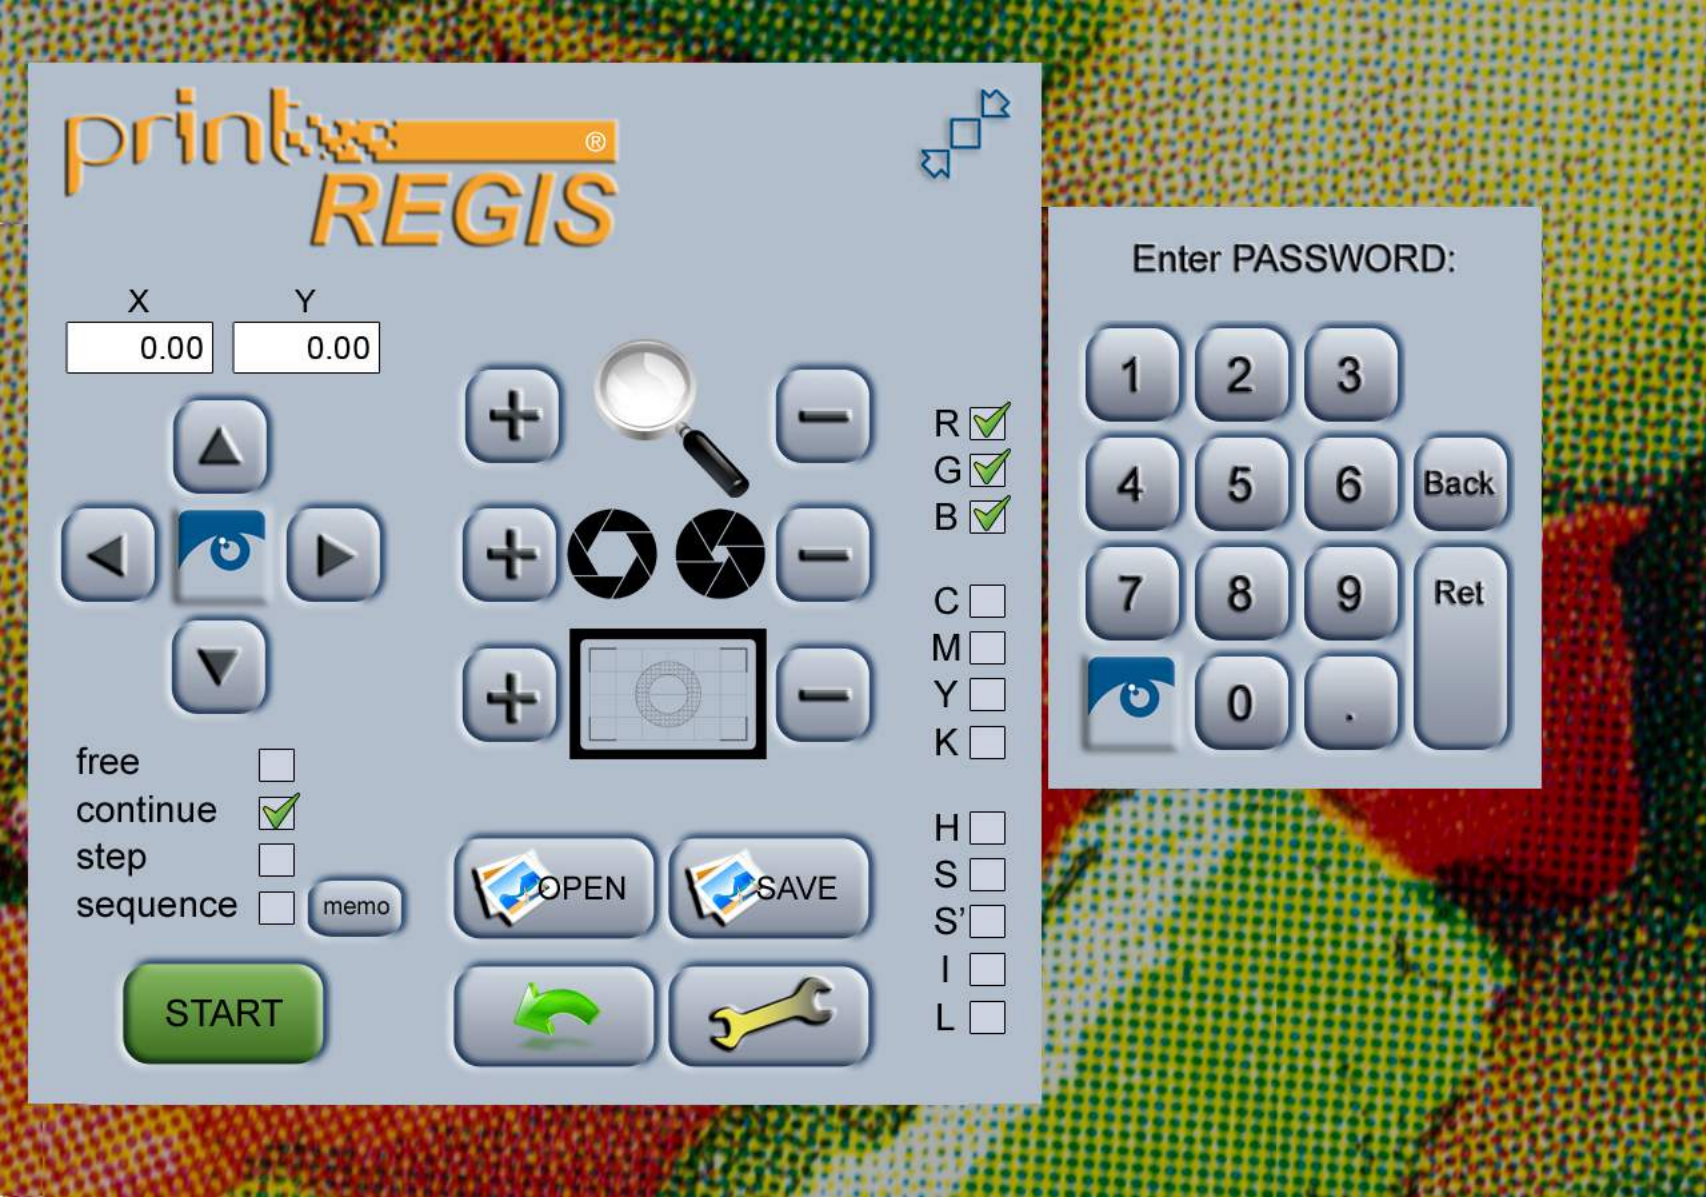 print
®
REGIS
X Y
0.00 0.00
R
G
B
C
M
Y
K
free
continue
step
sequence
memo
H
S
S’
I
L
OPEN
SAVE
START
Enter PASSWORD:
1 2 3
4 5 6 Back
7 8 9 Ret
0 .